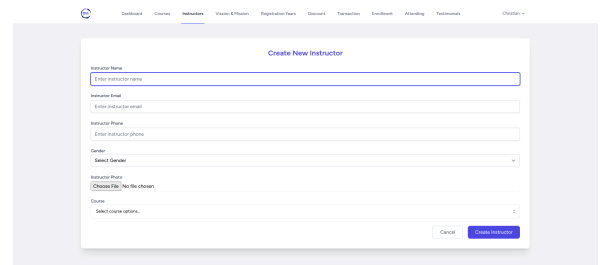 Dashboard Courses Instructors Vission & Mission Registration Years Discount Transaction Enrollment Attending Testimonials Christian
Create New Instructor
Instructor Name
Enter instructor name
Instructor Email
Enter instructor email
Instructor Phone
Enter instructor phone
Gender
Select Gender
Instructor Photo
Choose File No file chosen
Course
Select course options...
Cancel Create Instructor